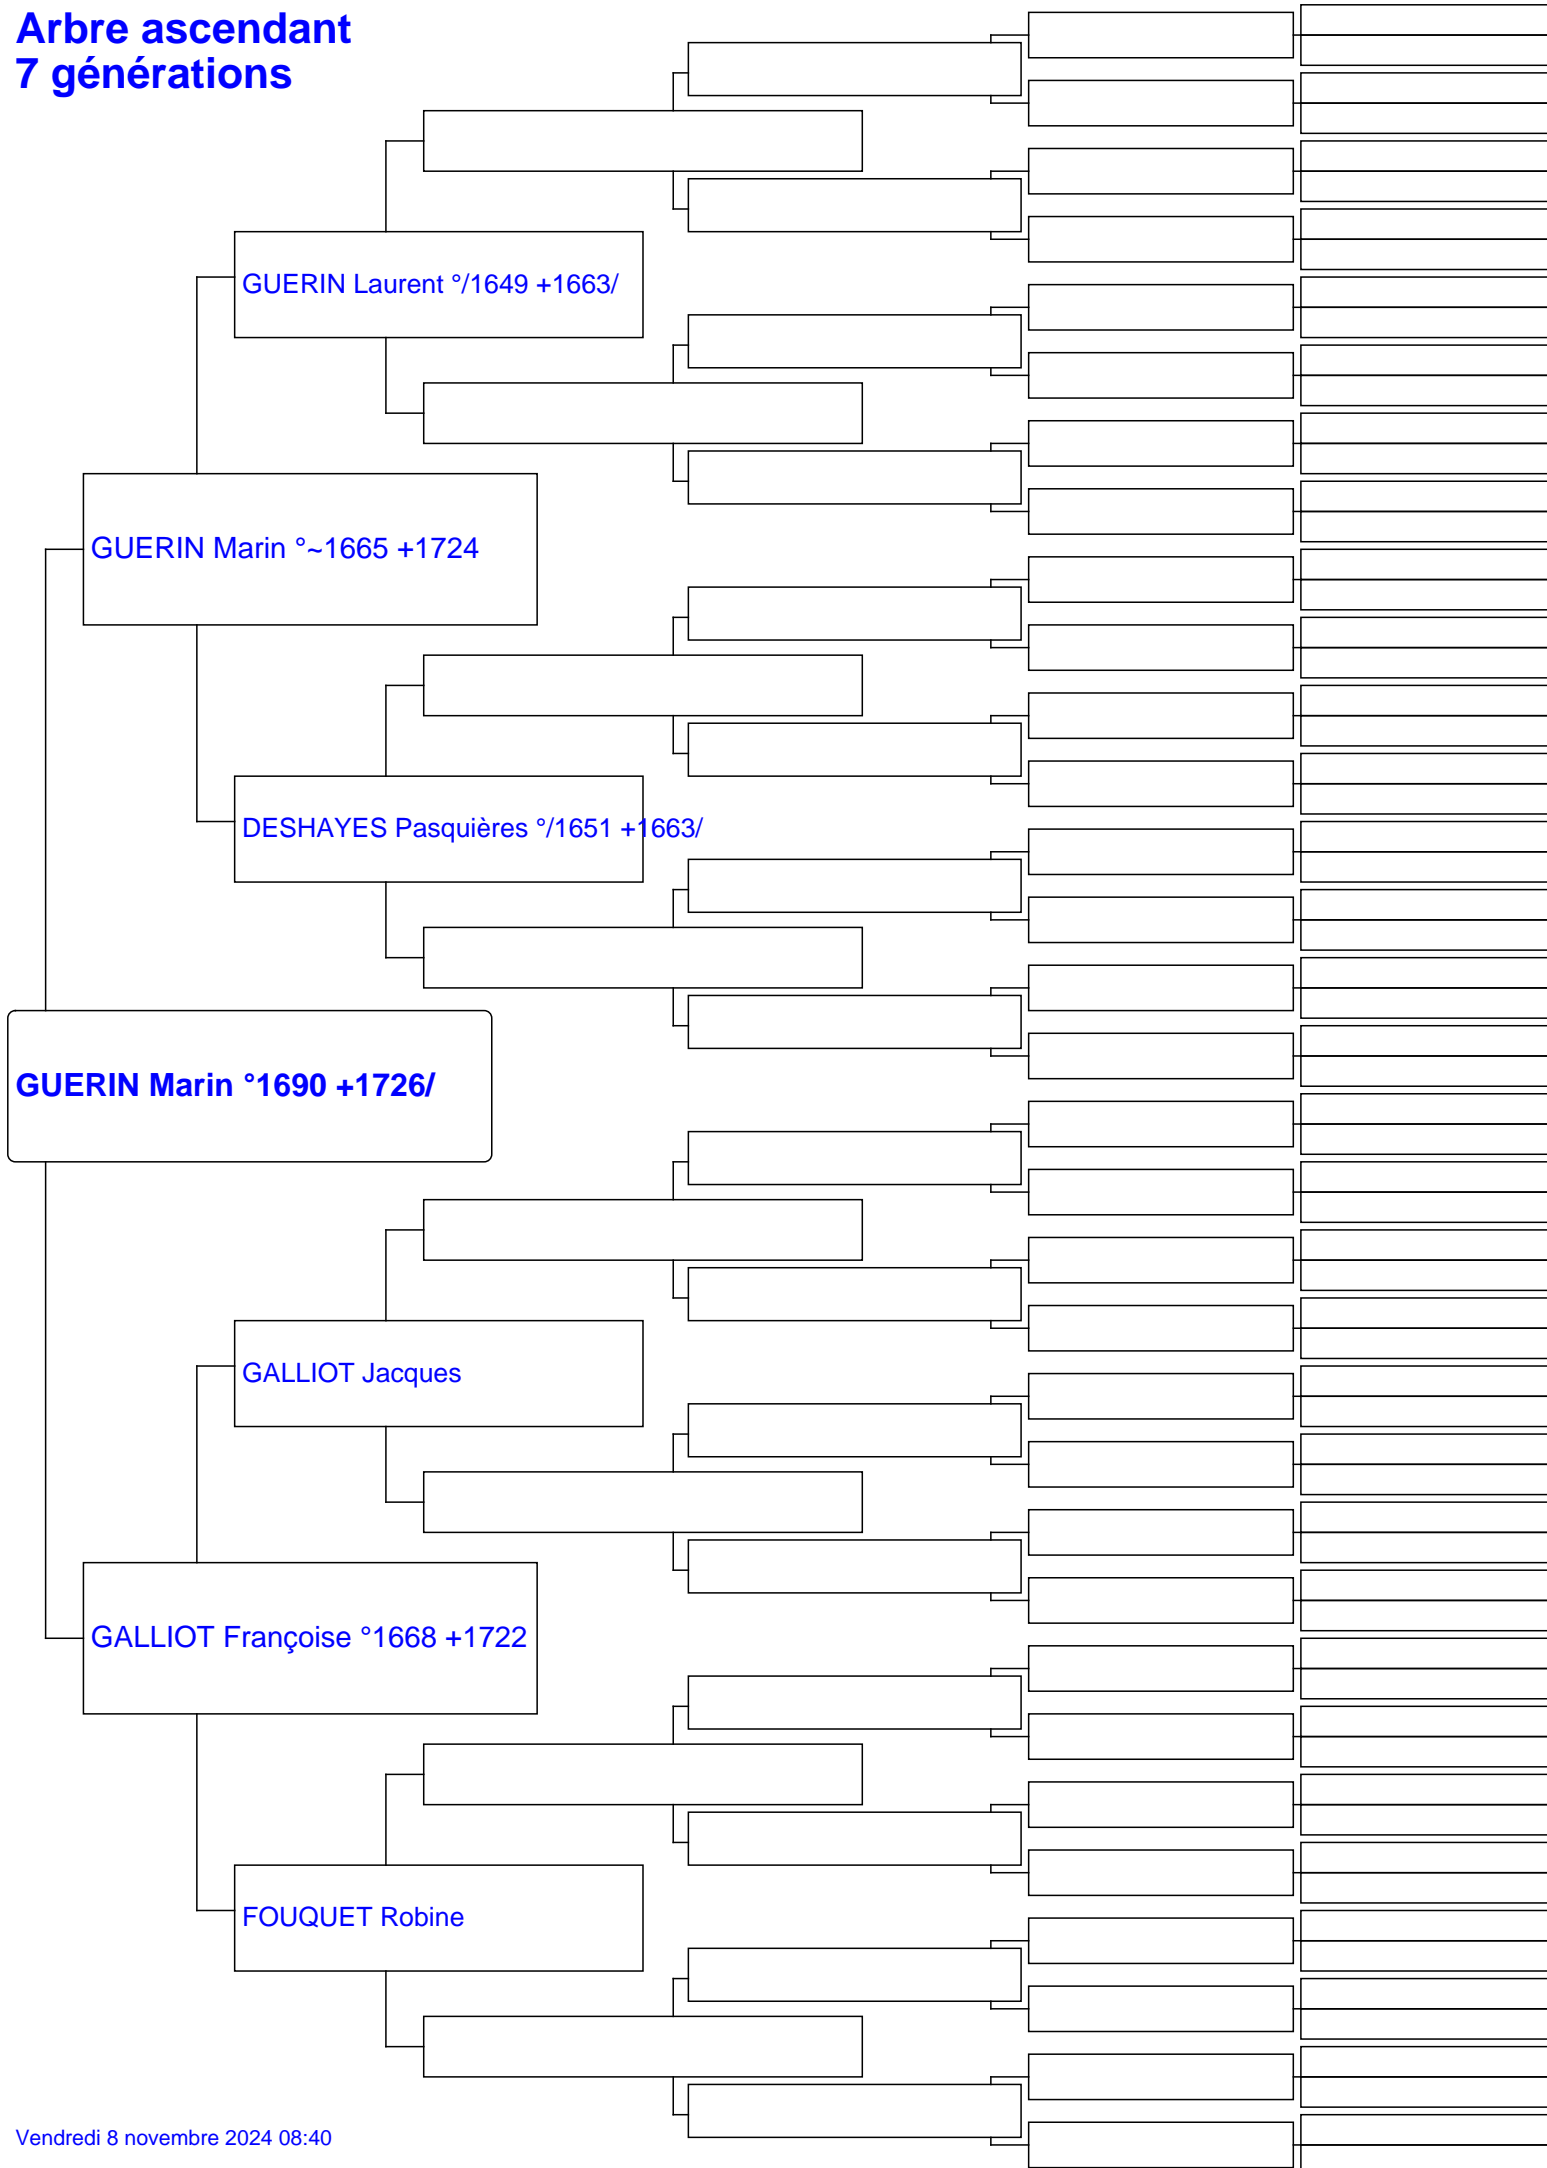 Arbre ascendant
7 générations
GUERIN Laurent °/1649 +1663/
GUERIN Marin °~1665 +1724
DESHAYES Pasquières °/1651 +1663/
GUERIN Marin °1690 +1726/
GALLIOT Jacques
GALLIOT Françoise °1668 +1722
FOUQUET Robine
Vendredi 8 novembre 2024 08:40